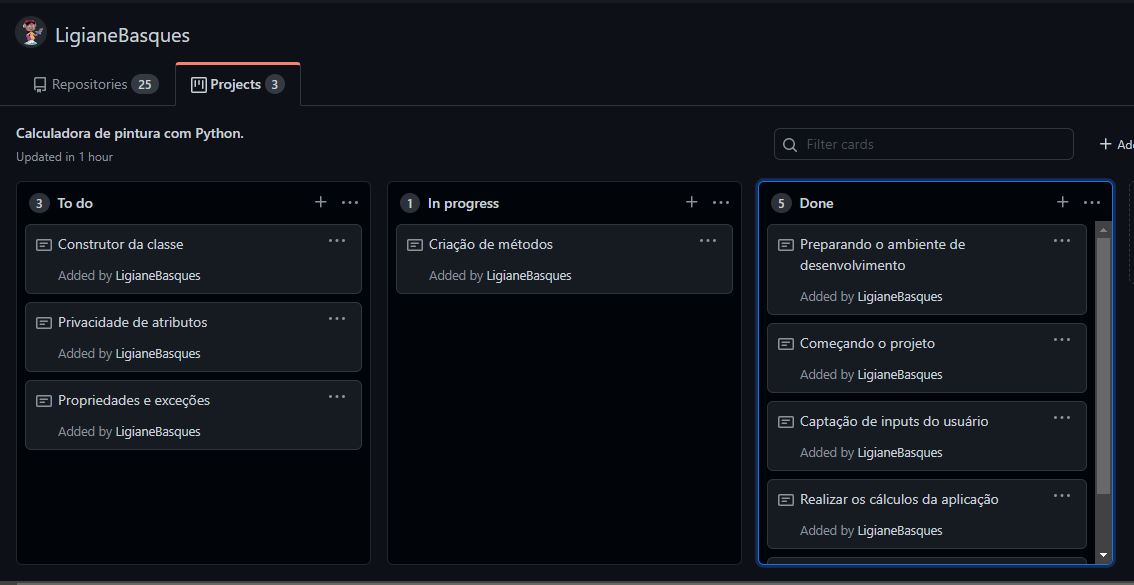 LigianeBasques
Repositories 25
Projects 3
Calculadora de pintura com Python.
Updated in 1 hour
Filter cards
3 To do
Construtor da classe
Added by LigianeBasques
Privacidade de atributos
Added by LigianeBasques
Propriedades e exceções
Added by LigianeBasques
1 In progress
Criação de métodos
Added by LigianeBasques
5 Done
Preparando o ambiente de
desenvolvimento
Added by LigianeBasques
Começando o projeto
Added by LigianeBasques
Captação de inputs do usuário
Added by LigianeBasques
Realizar os cálculos da aplicação
Added by LigianeBasques